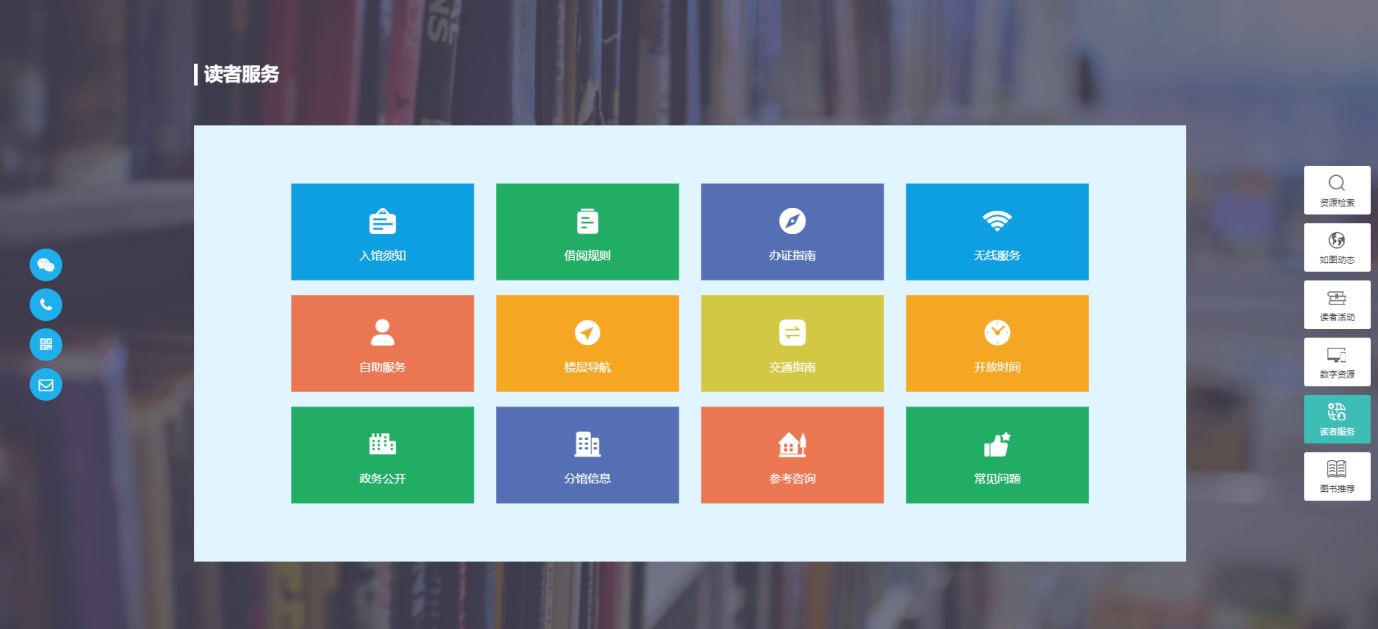 读者服务
入馆须知
借阅规则
办证指南
无线服务
自助服务
楼层导航
交通指南
开放时间
政务公开
分馆信息
参考咨询
常见问题
资源检索
如图动态
读者活动
数字资源
读者服务
图书推荐